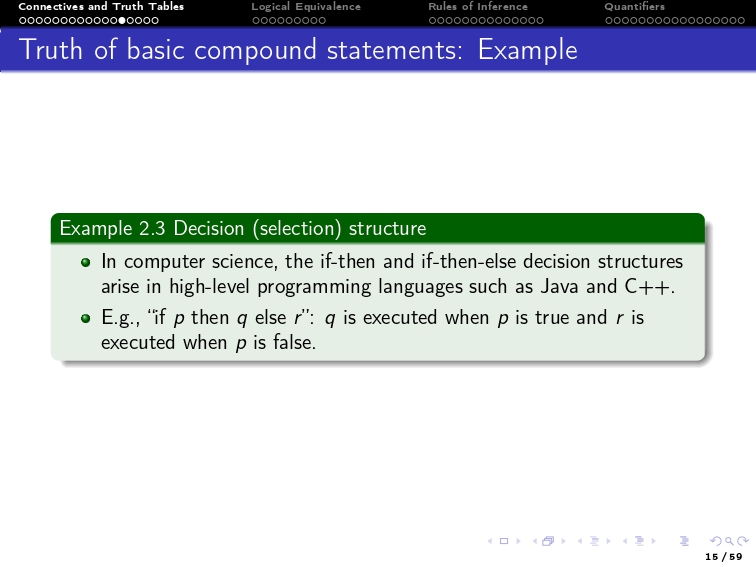 Connectives and Truth Tables Logical Equivalence Rules of Inference Quantifiers
Truth of basic compound statements: Example
Example 2.3 Decision (selection) structure
In computer science, the if-then and if-then-else decision structures
arise in high-level programming languages such as Java and C++.
E.g., “if p then q else r”: q is executed when p is true and r is
executed when p is false.
15 / 59